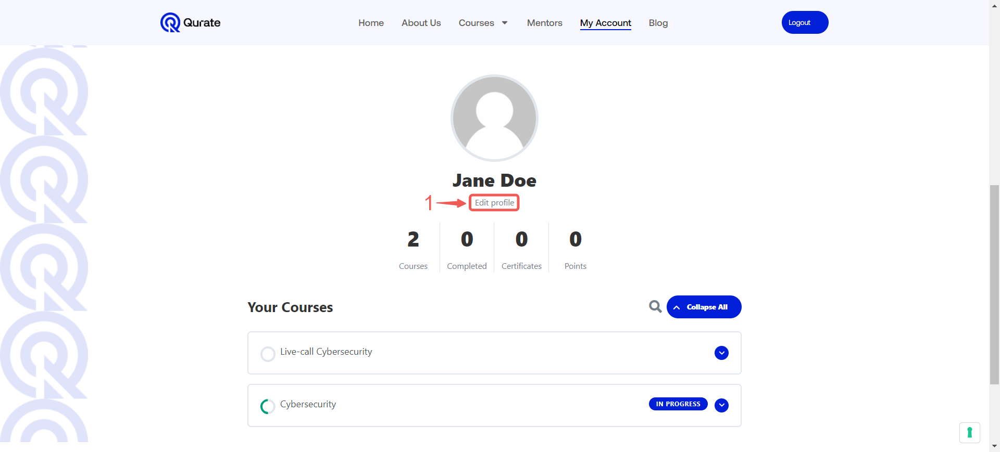 Qurate
Home About Us Courses Mentors My Account Blog
Logout
Jane Doe
1 Edit profile
2 0 0 0
Courses Completed Certificates Points
Your Courses
Collapse All
Live-call Cybersecurity
Cybersecurity
IN PROGRESS